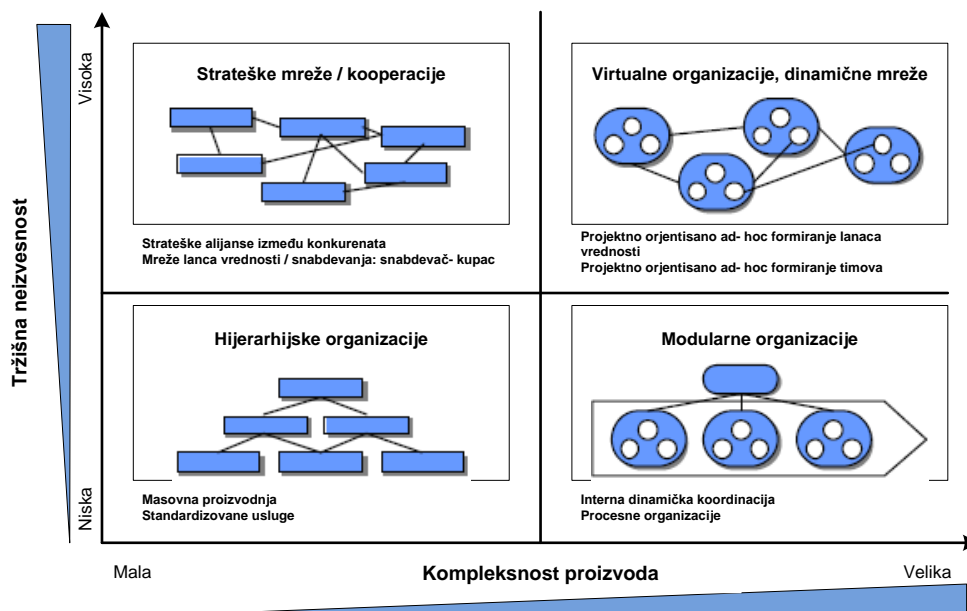 Tržišna neizvesnost
Visoka
Niska
Strateške mreže / kooperacije
Strateške alijanse između konkurenata
Mreže lanca vrednosti / snabdevanja: snabdevač- kupac
Virtualne organizacije, dinamične mreže
Projektno orjentisano ad- hoc formiranje lanaca
vrednosti
Projektno orjentisano ad- hoc formiranje timova
Hijerarhijske organizacije
Masovna proizvodnja
Standardizovane usluge
Modularne organizacije
Interna dinamička koordinacija
Procesne organizacije
Mala
Kompleksnost proizvoda
Velika